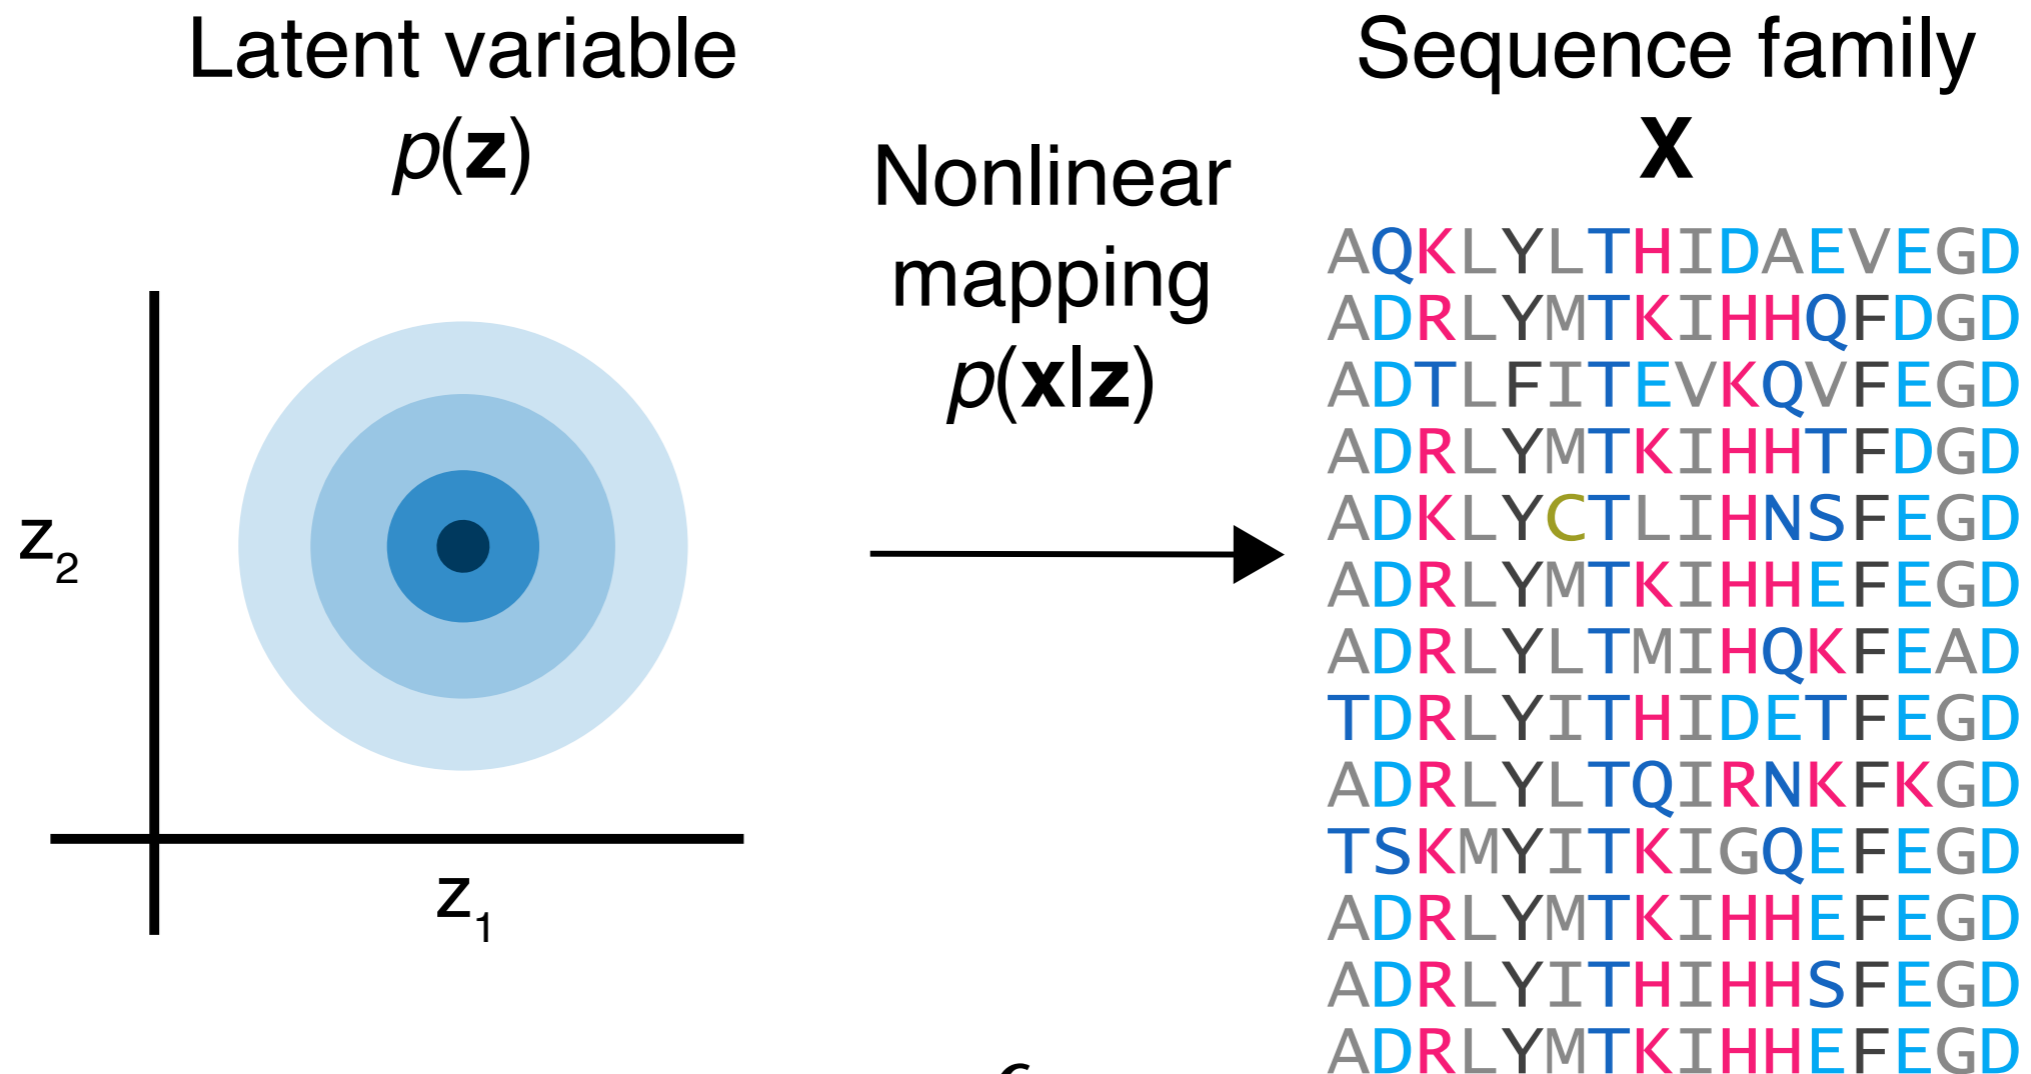 Latent variable
p(z)
Nonlinear
mapping
p(x|z)
Sequence family
X
z2
z1
AQKLYLTHIDAEVEGD
ADRLYMTKIHHQFDGD
ADTLFITEVKQVFEGD
ADRLYMTKIHHTFDGD
ADKLYCTLIHNSFEGD
ADRLYMTKIHHEFEGD
ADRLYLTMIHQKFEAD
TDRLYITHIDETFEGD
ADRLYLTQIRNKFKGD
TSKMYITKIGQEFEGD
ADRLYMTKIHHEFEGD
ADRLYITHIHHSFEGD
ADRLYMTKIHHEFEGD